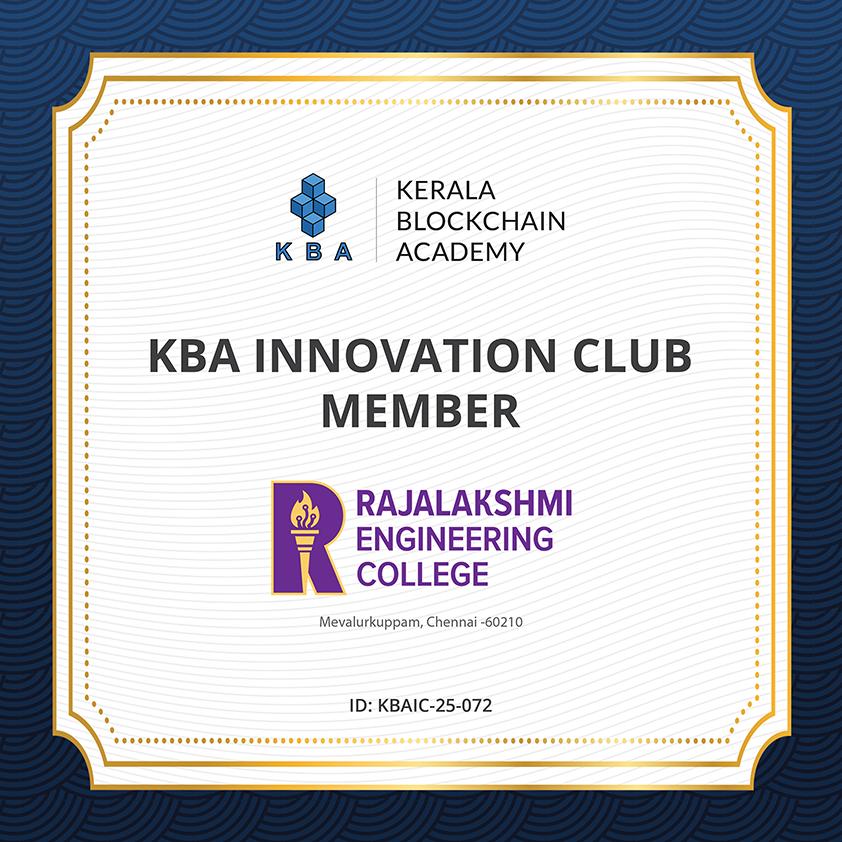 KBA
KERALA
BLOCKCHAIN
ACADEMY
KBA INNOVATION CLUB
MEMBER
RAJALAKSHMI
ENGINEERING
COLLEGE
Mevalurkuppam, Chennai -60210
ID: KBAIC-25-072